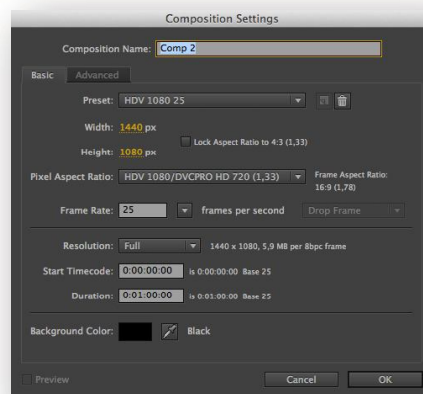 Composition Settings
Composition Name: Comp 2
Basic Advanced
Preset: HDV 1080 25
Width: 1440 px
Lock Aspect Ratio to 4:3 (1,33)
Height: 1080 px
Pixel Aspect Ratio: HDV 1080/DVCPRO HD 720 (1,33) Frame Aspect Ratio:
16:9 (1,78)
Frame Rate: 25 frames per second Drop Frame
Resolution: Full 1440 x 1080, 5,9 MB per 8bpc frame
Start Timecode: 0:00:00:00 is 0:00:00:00 Base 25
Duration: 0:01:00:00 is 0:01:00:00 Base 25
Background Color: Black
Preview Cancel OK